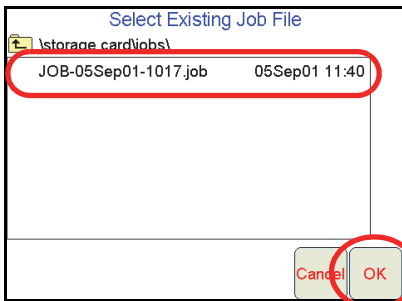 Select Existing Job File
\storage card\jobs\
JOB-05Sep01-1017.job 05Sep01 11:40
Cancel OK